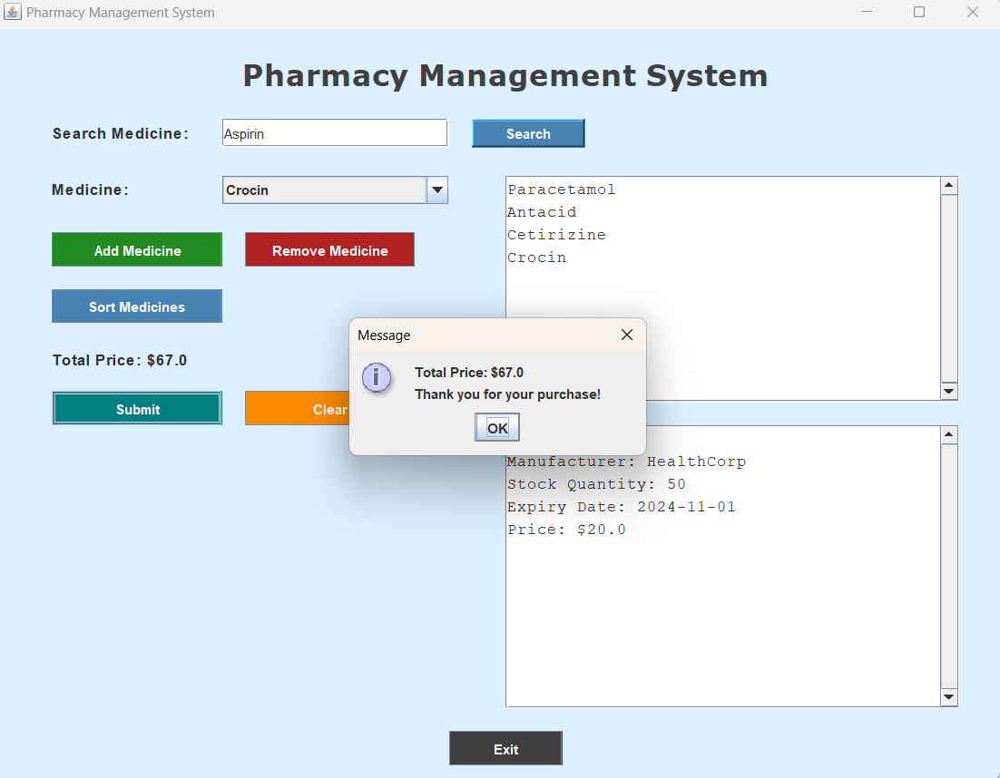 Pharmacy Management System
Pharmacy Management System
Search Medicine: Aspirin Search
Medicine: Crocin
Add Medicine Remove Medicine
Sort Medicines
Total Price: $67.0
Submit Clear
Paracetamol
Antacid
Cetirizine
Crocin
Message
Total Price: $67.0
Thank you for your purchase!
OK
Manufacturer: HealthCorp
Stock Quantity: 50
Expiry Date: 2024-11-01
Price: $20.0
Exit